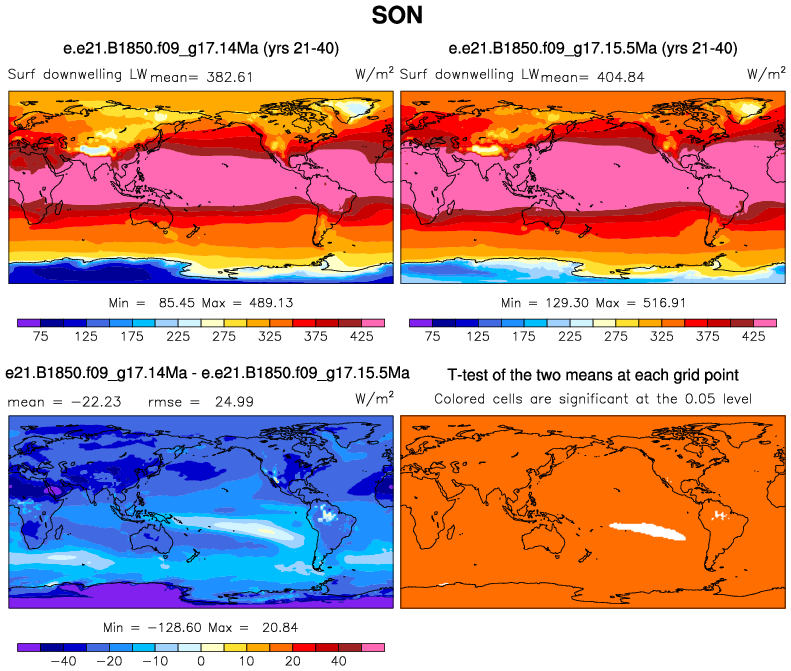 SON
e.e21.B1850.f09_g17.14Ma (yrs 21-40)
Surf downwelling LW mean= 382.61 W/m²
e.e21.B1850.f09_g17.15.5Ma (yrs 21-40)
Surf downwelling LW mean= 404.84 W/m²
Min = 85.45 Max = 489.13
75 125 175 225 275 325 375 425
Min = 129.30 Max = 516.91
75 125 175 225 275 325 375 425
e21.B1850.f09_g17.14Ma - e.e21.B1850.f09_g17.15.5Ma
mean = -22.23 rmse = 24.99 W/m²
T-test of the two means at each grid point
Colored cells are significant at the 0.05 level
Min = -128.60 Max = 20.84
-40 -20 -10 0 10 20 40